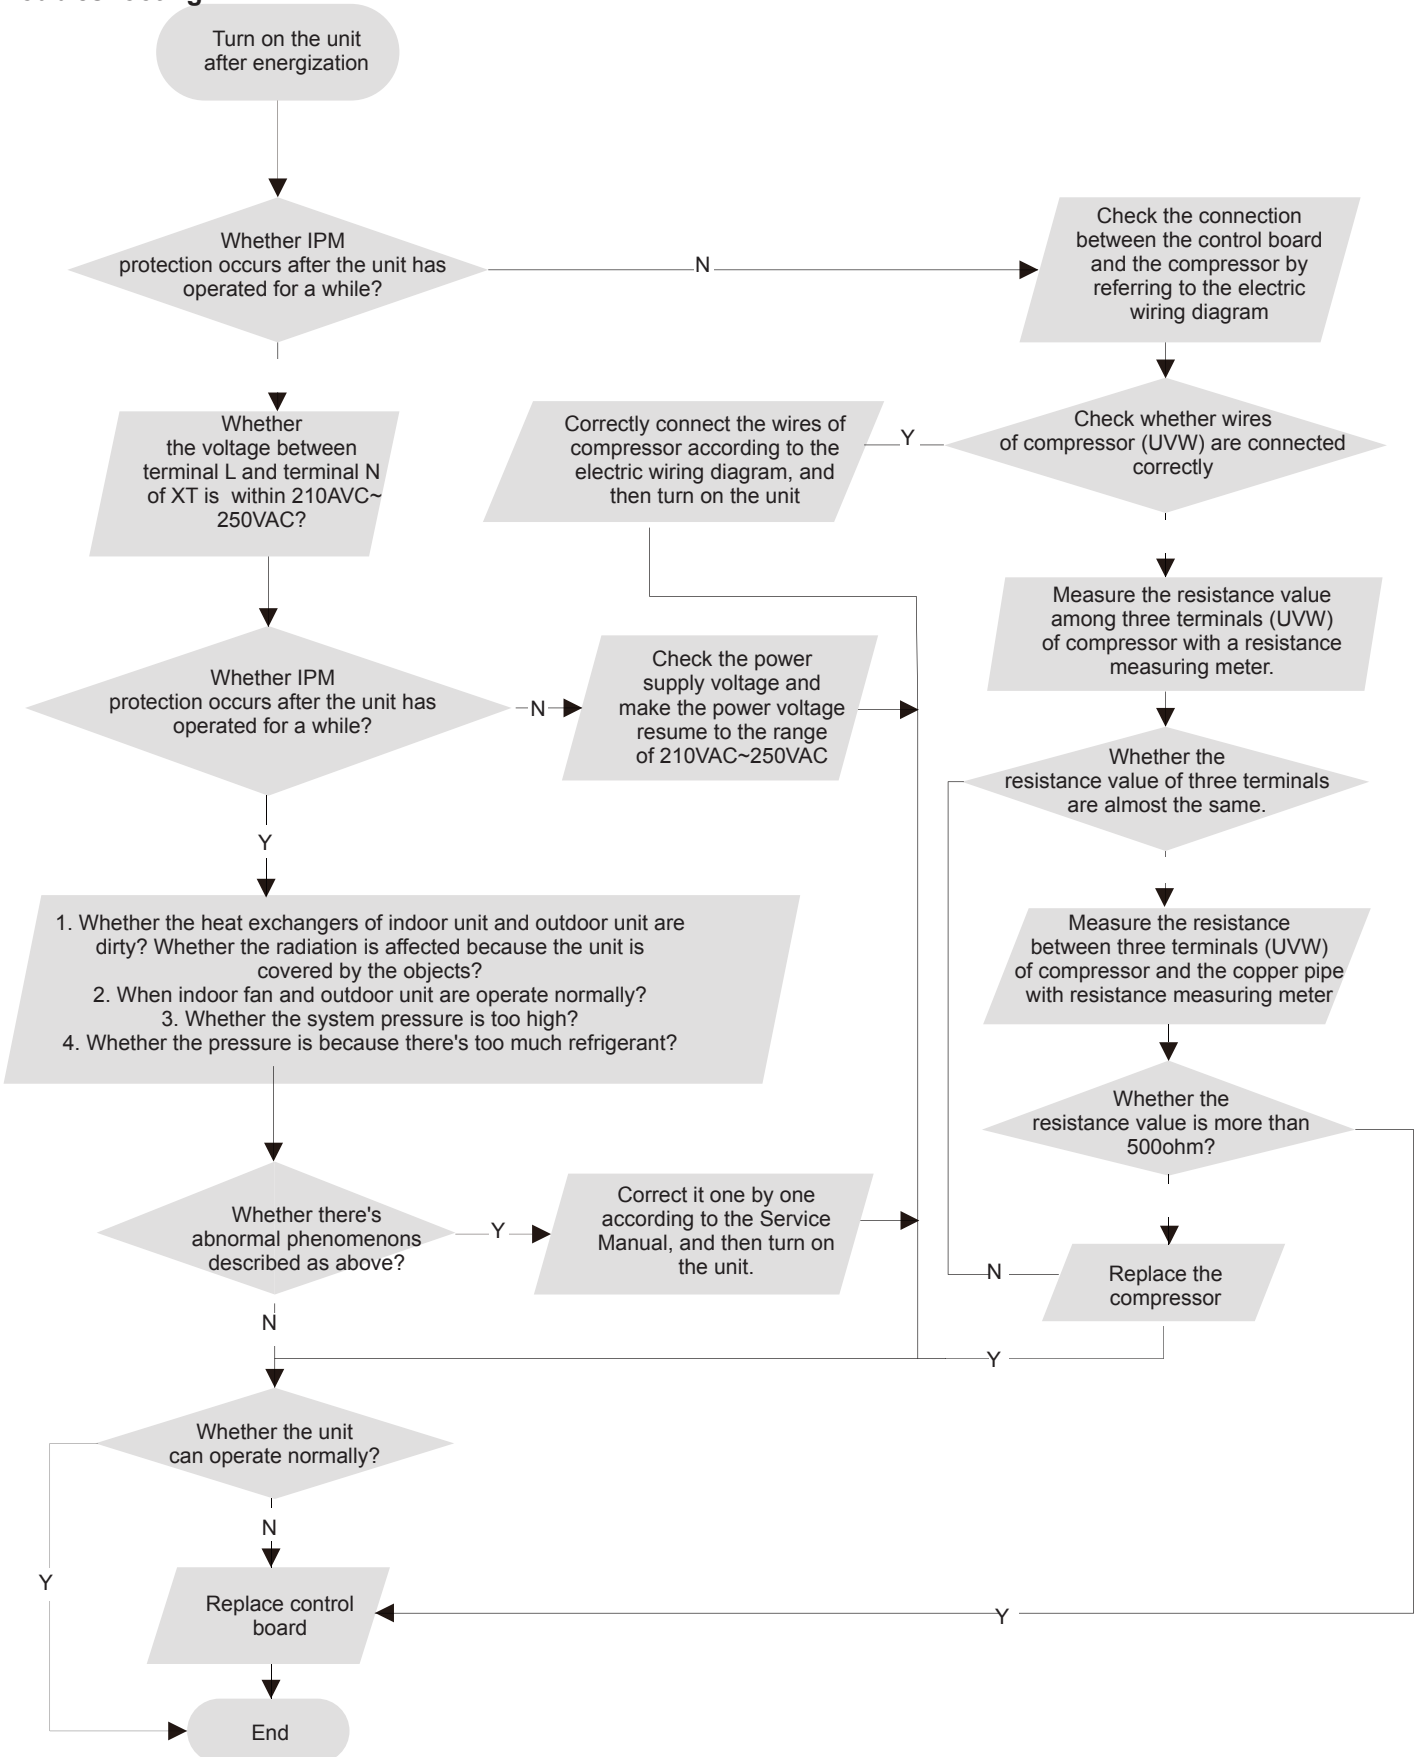 Turn on the unit
after energization
Whether IPM
protection occurs after the unit has
operated for a while?
N
Check the connection
between the control board
and the compressor by
referring to the electric
wiring diagram
Whether
the voltage between
terminal L and terminal N
of XT is within 210AVC~
250VAC?
Correctly connect the wires of
compressor according to the
electric wiring diagram, and
then turn on the unit
Y
Check whether wires
of compressor (UVW) are connected
correctly
Measure the resistance value
among three terminals (UVW)
of compressor with a resistance
measuring meter.
Whether IPM
protection occurs after the unit has
operated for a while?
N
Check the power
supply voltage and
make the power voltage
resume to the range
of 210VAC~250VAC
Whether the
resistance value of three terminals
are almost the same.
Y
1. Whether the heat exchangers of indoor unit and outdoor unit are
dirty? Whether the radiation is affected because the unit is
covered by the objects?
2. When indoor fan and outdoor unit are operate normally?
3. Whether the system pressure is too high?
4. Whether the pressure is because there's too much refrigerant?
Measure the resistance
between three terminals (UVW)
of compressor and the copper pipe
with resistance measuring meter
Whether the
resistance value is more than
500ohm?
Whether there's
abnormal phenomenons
described as above?
Y
Correct it one by one
according to the Service
Manual, and then turn on
the unit.
N
Replace the
compressor
N
Y
Whether the unit
can operate normally?
N
Y
Replace control
board
Y
End